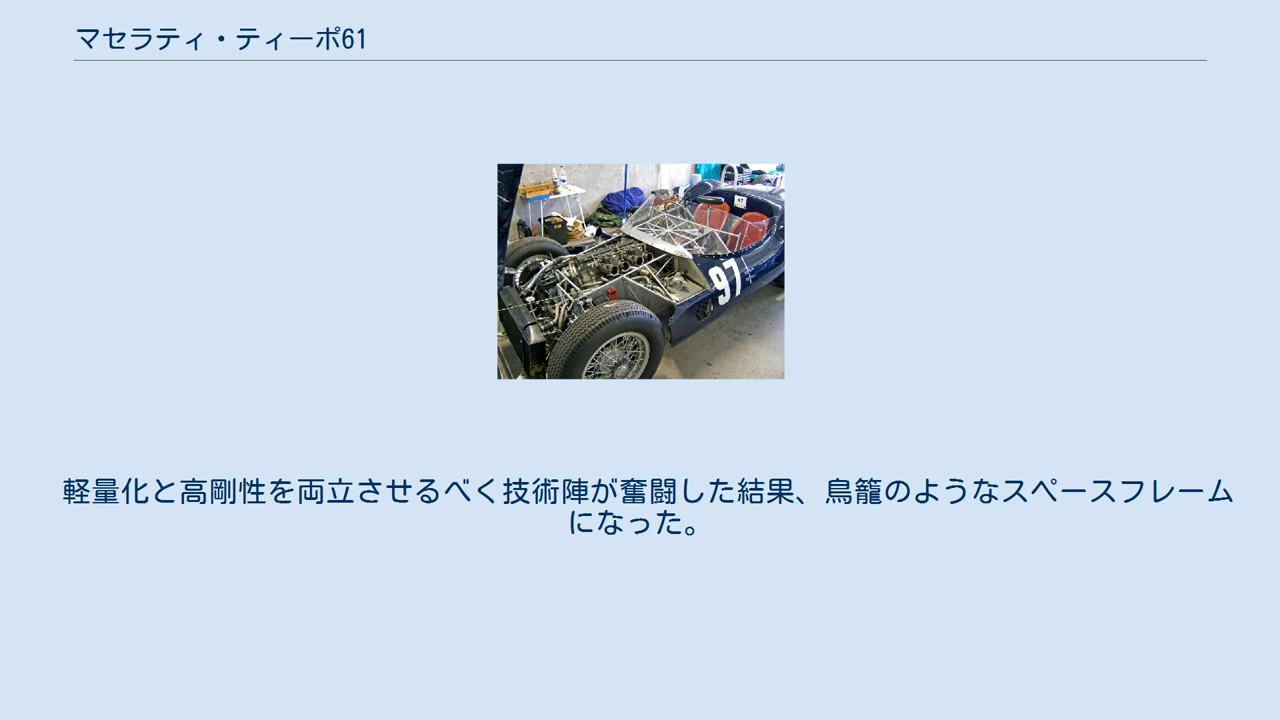 マセラティ・ティーポ61
97
軽量化と高剛性を両立させるべく技術陣が奮闘した結果、鳥籠のようなスペースフレーム
になった。